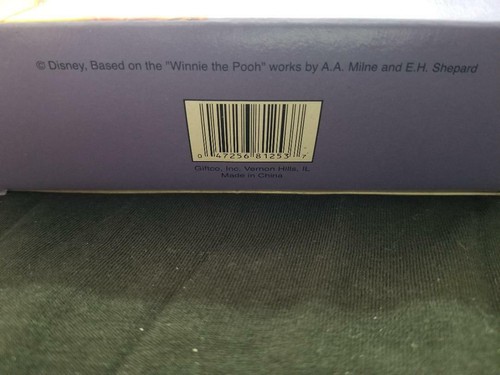 © Disney, Based on the "Winnie the Pooh" works by A.A. Milne and E.H. Shepard
0 47256 81253 7
Giftco, Inc. Vernon Hills, IL
Made in China